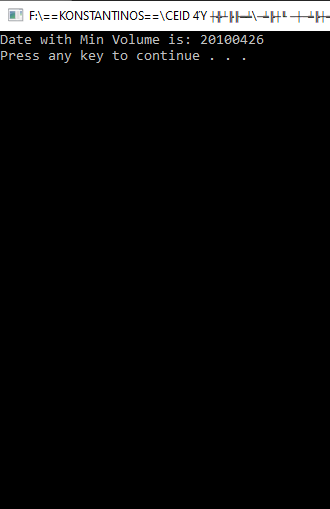 F:\==KONSTANTINOS==\CEID 4Y
Date with Min Volume is: 20100426
Press any key to continue . . .